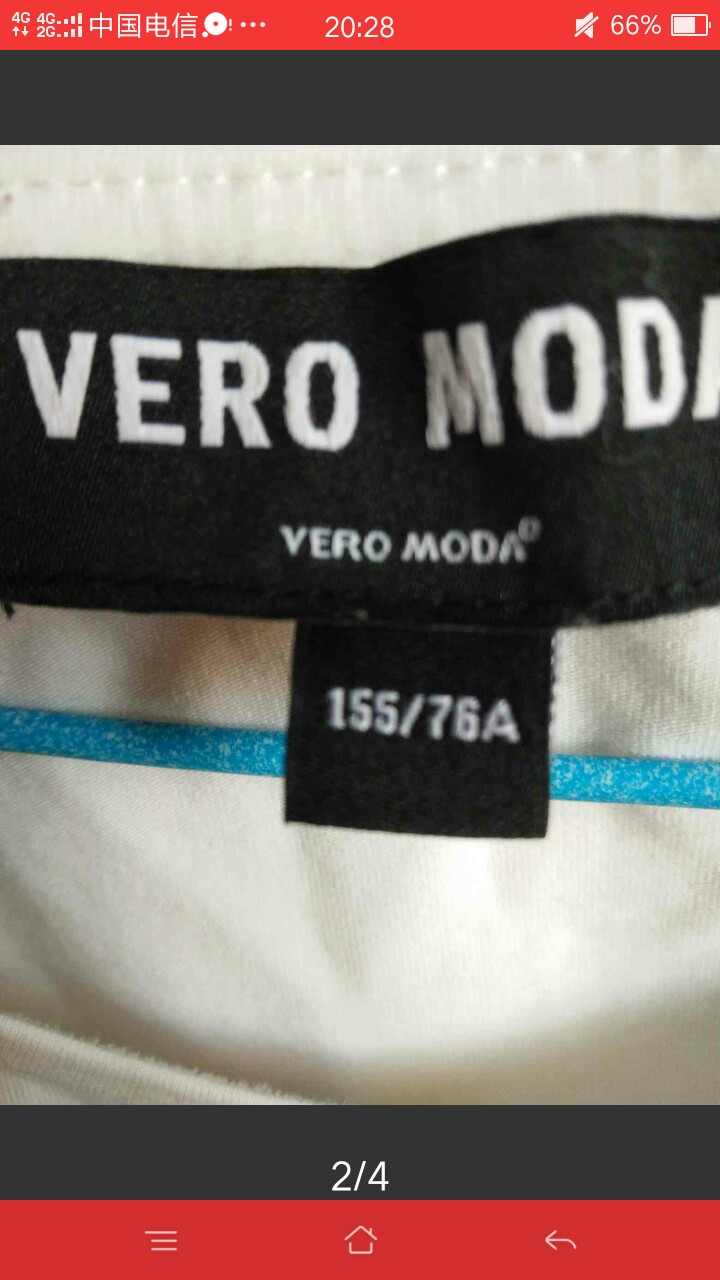 4G 4G 2G 中国电信 ! ... 20:28 66%
VERO MODA
VERO MODA®
155/76A
2/4